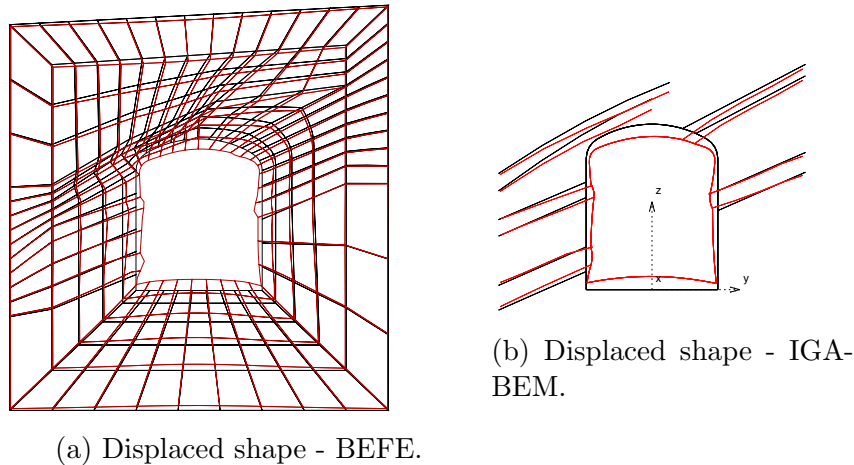 z
x
y
(b) Displaced shape - IGA-
BEM.
(a) Displaced shape - BEFE.